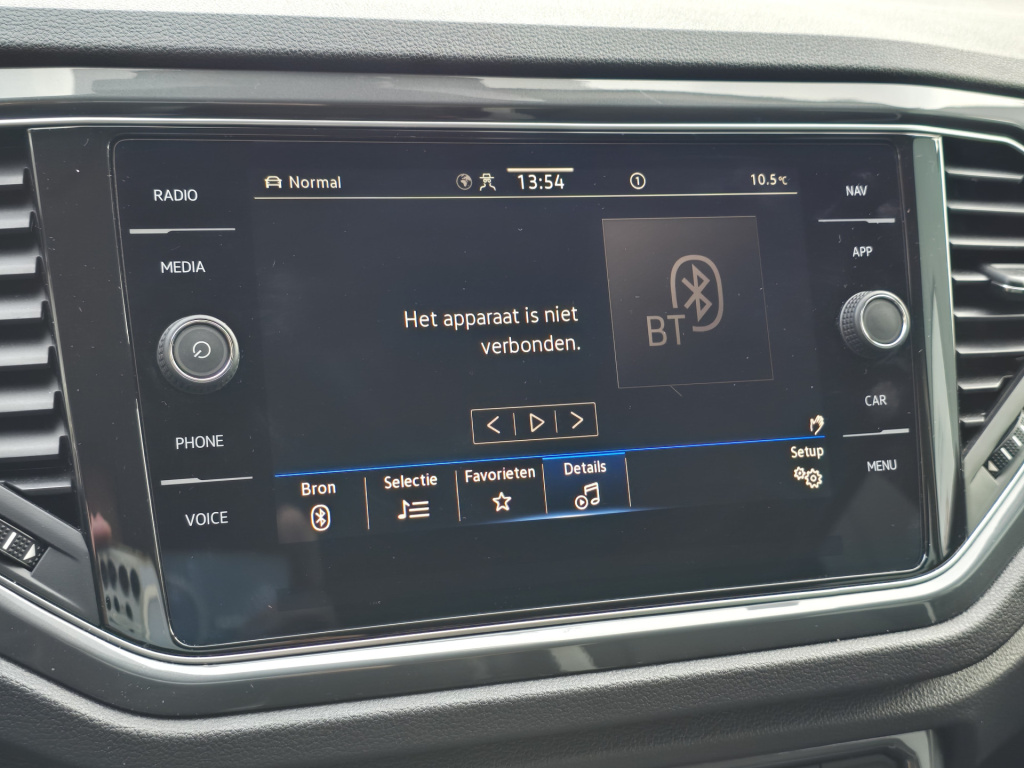 RADIO
MEDIA
PHONE
VOICE
Normal
13:54
1
10.5°C
Het apparaat is niet
verbonden.
BT
Bron
Selectie
Favorieten
Details
Setup
NAV
APP
CAR
MENU